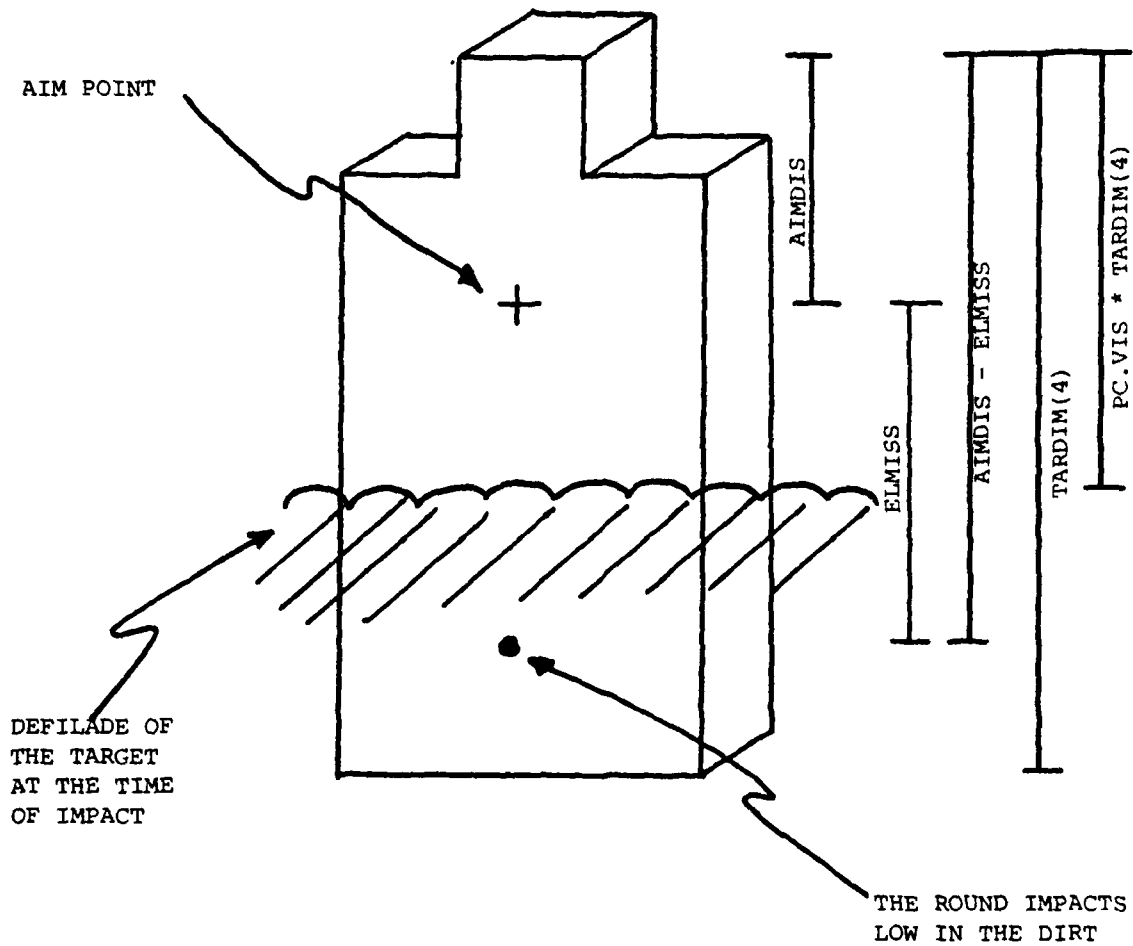 AIM POINT
AIMDIS
ELMISS
AIMDIS - ELMISS
TARDIM(4)
PC.VIS * TARDIM(4)
DEFILADE OF
THE TARGET
AT THE TIME
OF IMPACT
THE ROUND IMPACTS
LOW IN THE DIRT